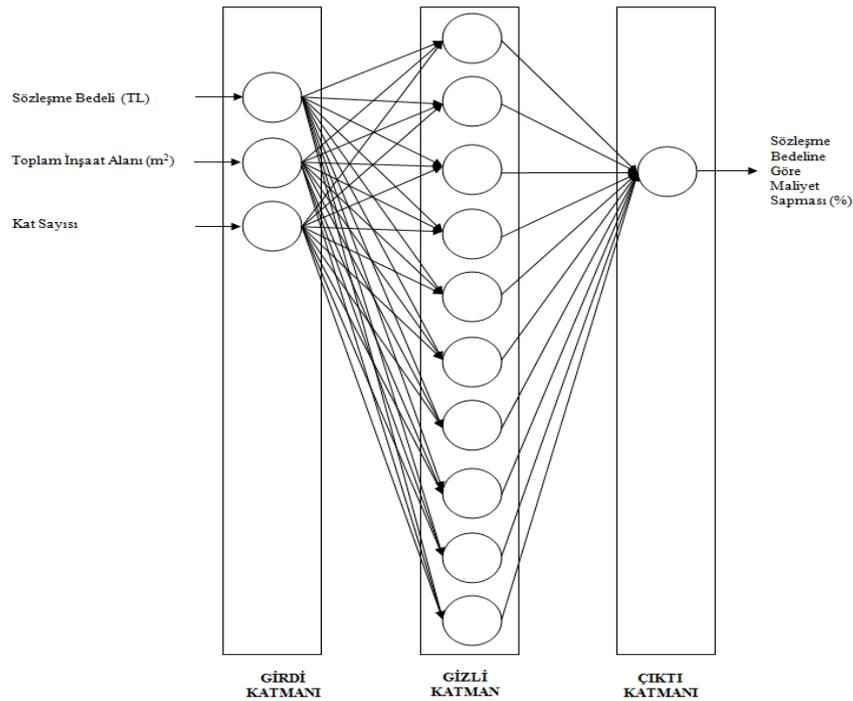 Sözleşme Bedeli (TL)
Toplam İnşaat Alanı (m²)
Kat Sayısı
Sözleşme
Bedeline
Göre
Maliyet
Sapması (%)
GİRDİ
KATMANI
GİZLİ
KATMAN
ÇIKTI
KATMANI